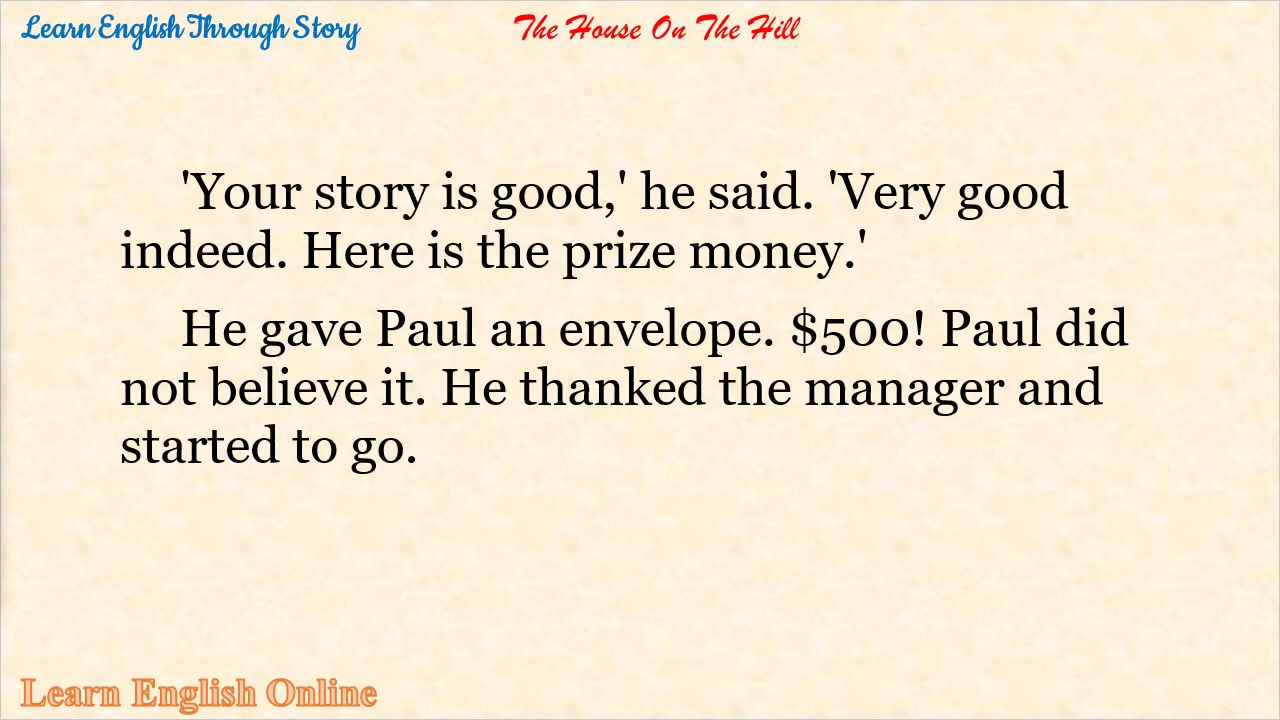 Learn English Through Story
The House On The Hill
'Your story is good,' he said. 'Very good
indeed. Here is the prize money.'
He gave Paul an envelope. $500! Paul did
not believe it. He thanked the manager and
started to go.
Learn English Online